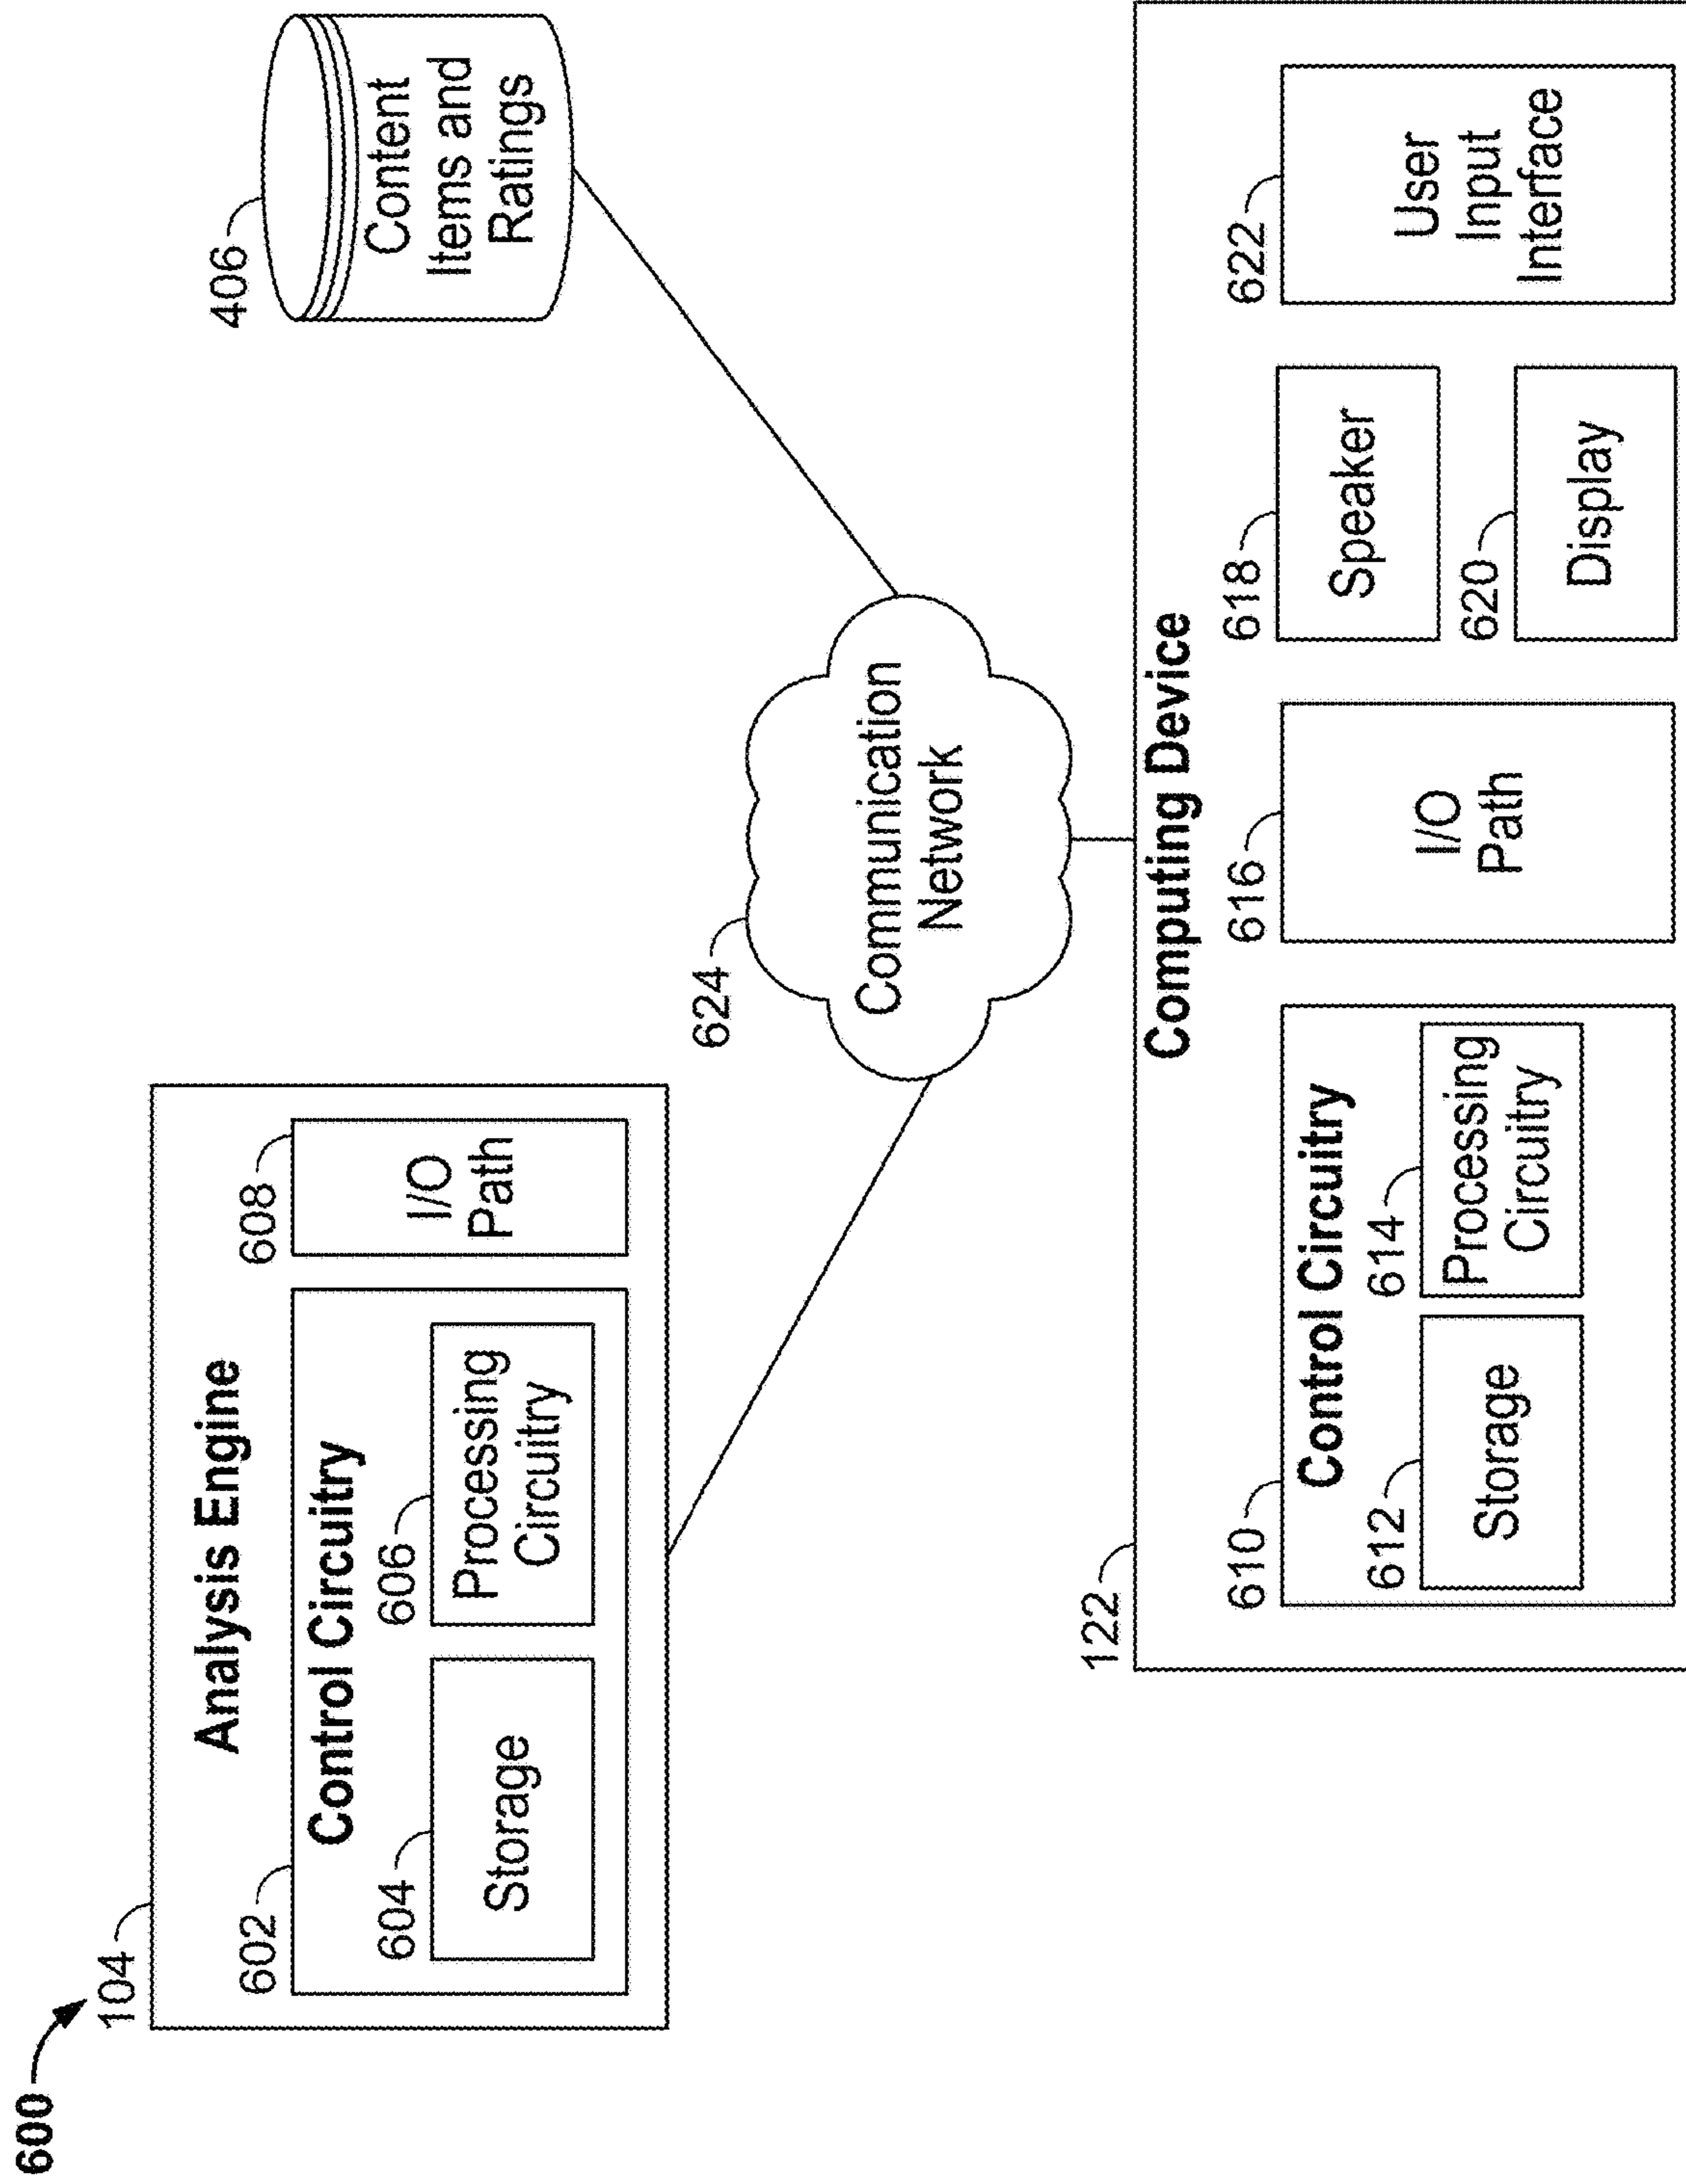 600
104
Analysis Engine
602
Control Circuitry
604
Storage
606
Processing
Circuitry
608
I/O
Path
406
Content
Items and
Ratings
624
Communication
Network
122
Computing Device
610
Control Circuitry
612
Storage
614
Processing
Circuitry
616
I/O
Path
618
Speaker
620
Display
622
User
Input
Interface